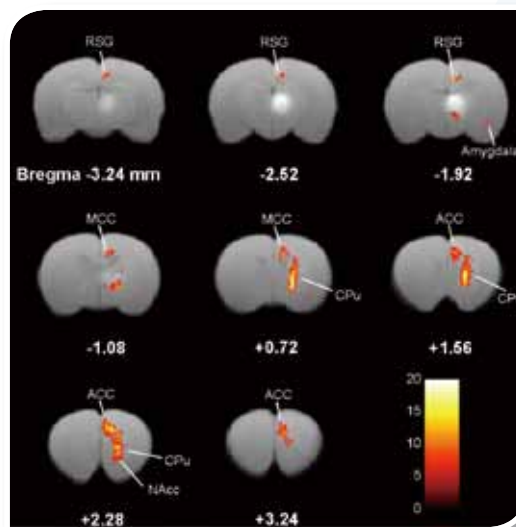 RSG
RSG
RSG
Amygdala
Bregma -3.24 mm
-2.52
-1.92
MCC
MCC
ACC
CPu
CP
-1.08
+0.72
+1.56
ACC
ACC
CPu
NAcc
+2.28
+3.24
20
15
10
5
0